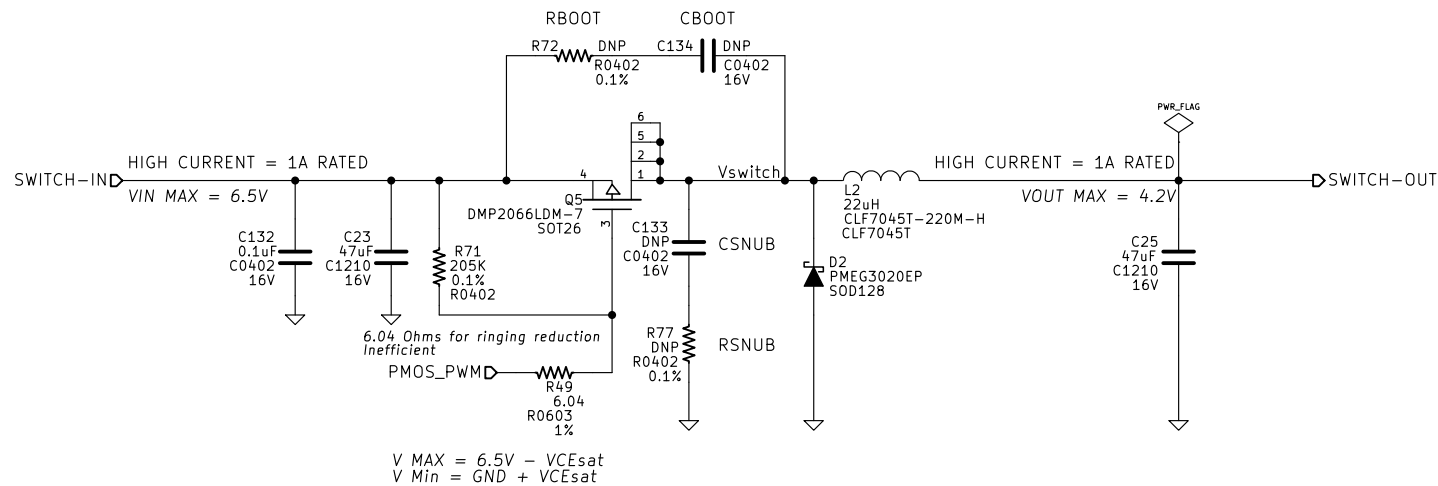 RBOOT
CBOOT
R72
DNP
R0402
0.1%
C134
DNP
C0402
16V
PWR_FLAG
6
5
2
1
4
3
SWITCH-IN
HIGH CURRENT = 1A RATED
VIN MAX = 6.5V
Q5
DMP2066LDM-7
SOT26
Vswitch
HIGH CURRENT = 1A RATED
VOUT MAX = 4.2V
SWITCH-OUT
L2
22uH
CLF7045T-220M-H
CLF7045T
C132
0.1uF
C0402
16V
C23
47uF
C1210
16V
R71
205K
0.1%
R0402
C133
DNP
C0402
16V
CSNUB
D2
PMEG3020EP
SOD128
C25
47uF
C1210
16V
6.04 Ohms for ringing reduction
Inefficient
R77
DNP
R0402
0.1%
RSNUB
PMOS_PWM
R49
6.04
R0603
1%
V MAX = 6.5V - VCEsat
V Min = GND + VCEsat